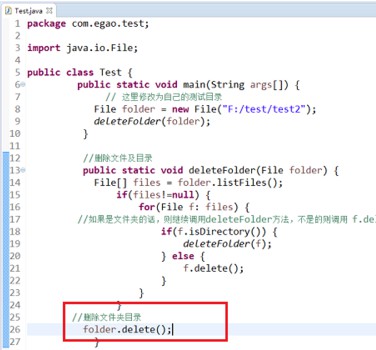 Test.java
1 package com.egao.test;
2
3 import java.io.File;
4
5 public class Test {
6 public static void main(String args[]) {
7 // 这里修改为自己的测试目录
8 File folder = new File("F:/test/test2");
9 deleteFolder(folder);
10 }
11
12 //删除文件及目录
13 public static void deleteFolder(File folder) {
14 File[] files = folder.listFiles();
15 if(files!=null) {
16 for(File f: files) {
17 //如果是文件夹的话，则继续调用deleteFolder方法，不是的则调用 f.del
18 if(f.isDirectory()) {
19 deleteFolder(f);
20 } else {
21 f.delete();
22 }
23 }
24 }
25 //删除文件夹目录
26 folder.delete();
27 }